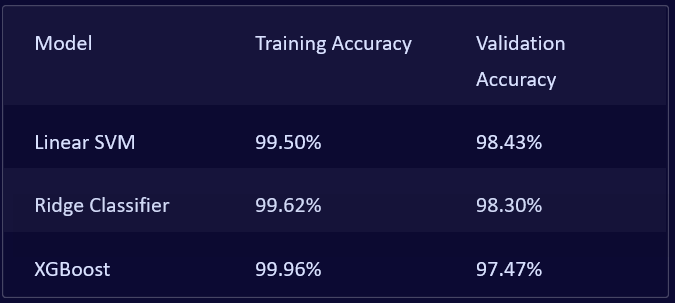 Model Training Accuracy Validation
Accuracy
Linear SVM 99.50% 98.43%
Ridge Classifier 99.62% 98.30%
XGBoost 99.96% 97.47%